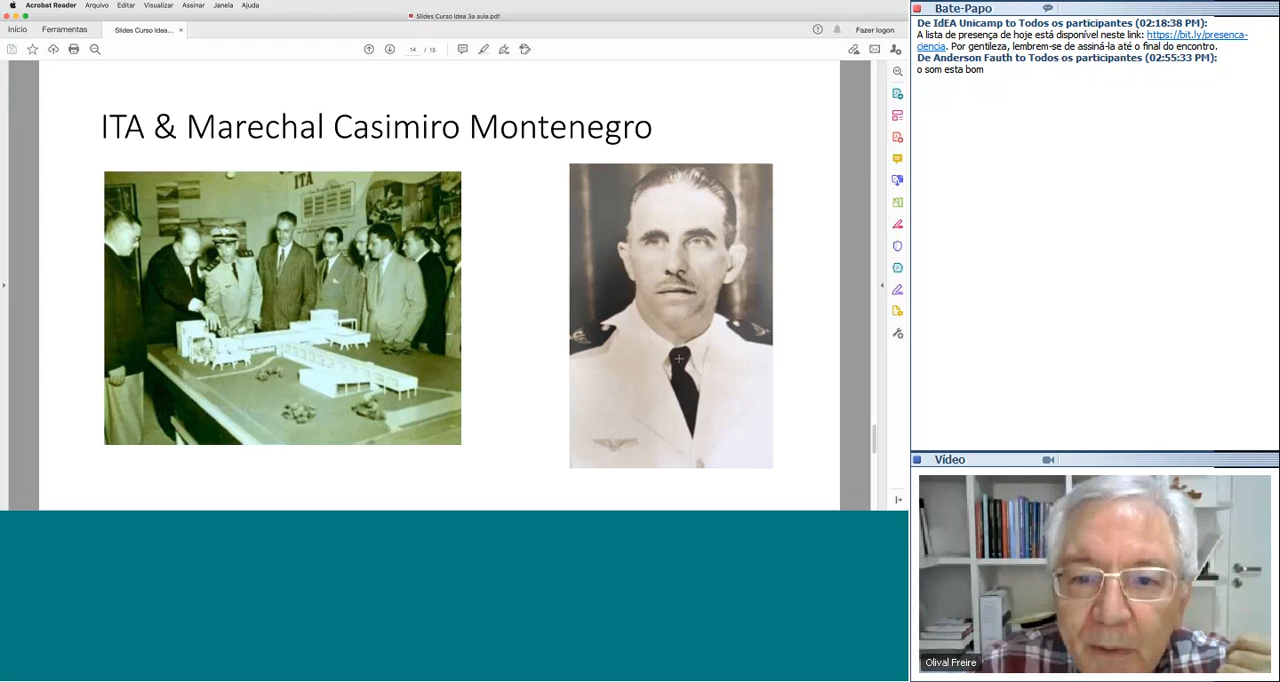 Acrobat Reader Arquivo Editar Visualizar Assinar Janela Ajuda
Slides Curso Idea 3a aula.pdf
Início Ferramentas Slides Curso Idea... × Fazer logon
14 / 15
ITA & Marechal Casimiro Montenegro
ITA
Bate-Papo
De IdEA Unicamp to Todos os participantes (02:18:38 PM):
A lista de presença de hoje está disponível neste link: https://bit.ly/presenca-
ciencia. Por gentileza, lembrem-se de assiná-la até o final do encontro.
De Anderson Fauth to Todos os participantes (02:55:33 PM):
o som esta bom
Vídeo
Olival Freire